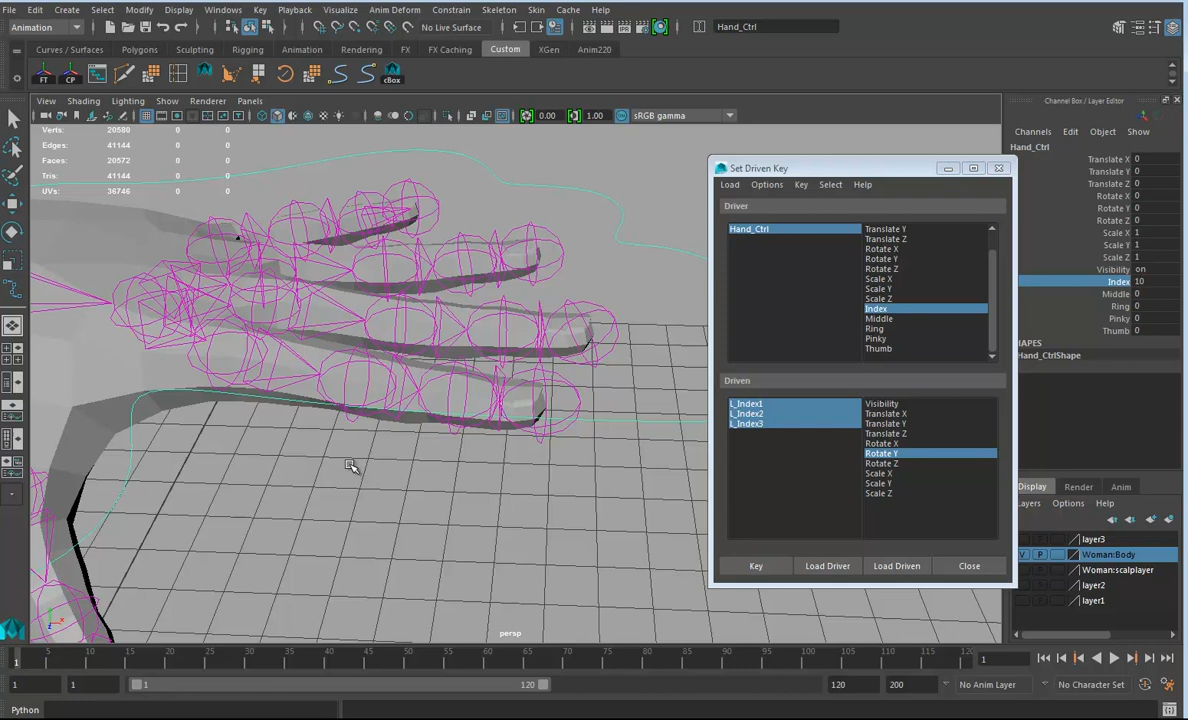 File Edit Create Select Modify Display Windows Key Playback Visualize Anim Deform Constrain Skeleton Skin Cache Help
Animation No Live Surface Hand_Ctrl
Curves / Surfaces Polygons Sculpting Rigging Animation Rendering FX FX Caching Custom XGen Anim220
FT CP cBox
View Shading Lighting Show Renderer Panels
0.00 1.00 sRGB gamma
Verts: 20580 0 0
Edges: 41144 0 0
Faces: 20572 0 0
Tris: 41144 0 0
UVs: 36746 0 0
persp
Set Driven Key
Load Options Key Select Help
Driver
Hand_Ctrl
Translate Y
Translate Z
Rotate X
Rotate Y
Rotate Z
Scale X
Scale Y
Scale Z
Index
Middle
Ring
Pinky
Thumb
Driven
L_Index1
L_Index2
L_Index3
Visibility
Translate X
Translate Y
Translate Z
Rotate X
Rotate Y
Rotate Z
Scale X
Scale Y
Scale Z
Key Load Driver Load Driven Close
Channel Box / Layer Editor
Channels Edit Object Show
Hand_Ctrl
Translate X 0
Translate Y 0
Translate Z 0
Rotate X 0
Rotate Y 0
Rotate Z 0
Scale X 1
Scale Y 1
Scale Z 1
Visibility on
Index 10
Middle 0
Ring 0
Pinky 0
Thumb 0
HAPES
Hand_CtrlShape
Display Render Anim
ayers Options Help
layer3
V P Woman:Body
Woman:scalplayer
layer2
layer1
5 10 15 20 25 30 35 40 45 50 55 60 65 70 75 80 85 90 95 100 105 110 115 120
1 1
1 1 1 120 120 200 No Anim Layer No Character Set
Python